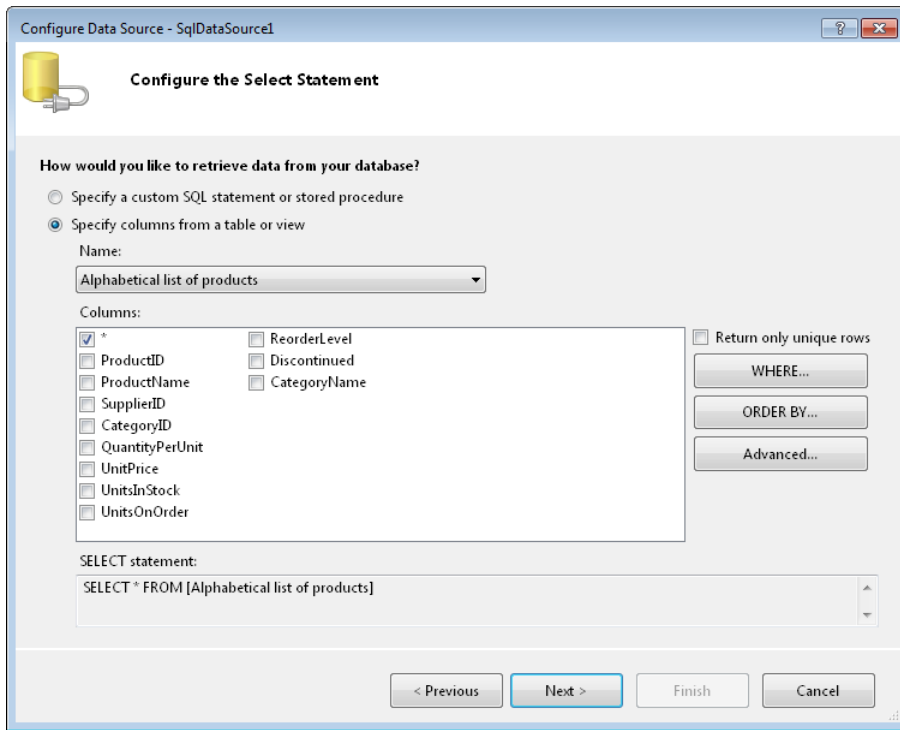 Configure Data Source - SqlDataSource1
?
Configure the Select Statement
How would you like to retrieve data from your database?
Specify a custom SQL statement or stored procedure
Specify columns from a table or view
Name:
Alphabetical list of products
Columns:
* ReorderLevel
ProductID Discontinued
ProductName CategoryName
SupplierID
CategoryID
QuantityPerUnit
UnitPrice
UnitsInStock
UnitsOnOrder
Return only unique rows
WHERE...
ORDER BY...
Advanced...
SELECT statement:
SELECT * FROM [Alphabetical list of products]
< Previous Next > Finish Cancel